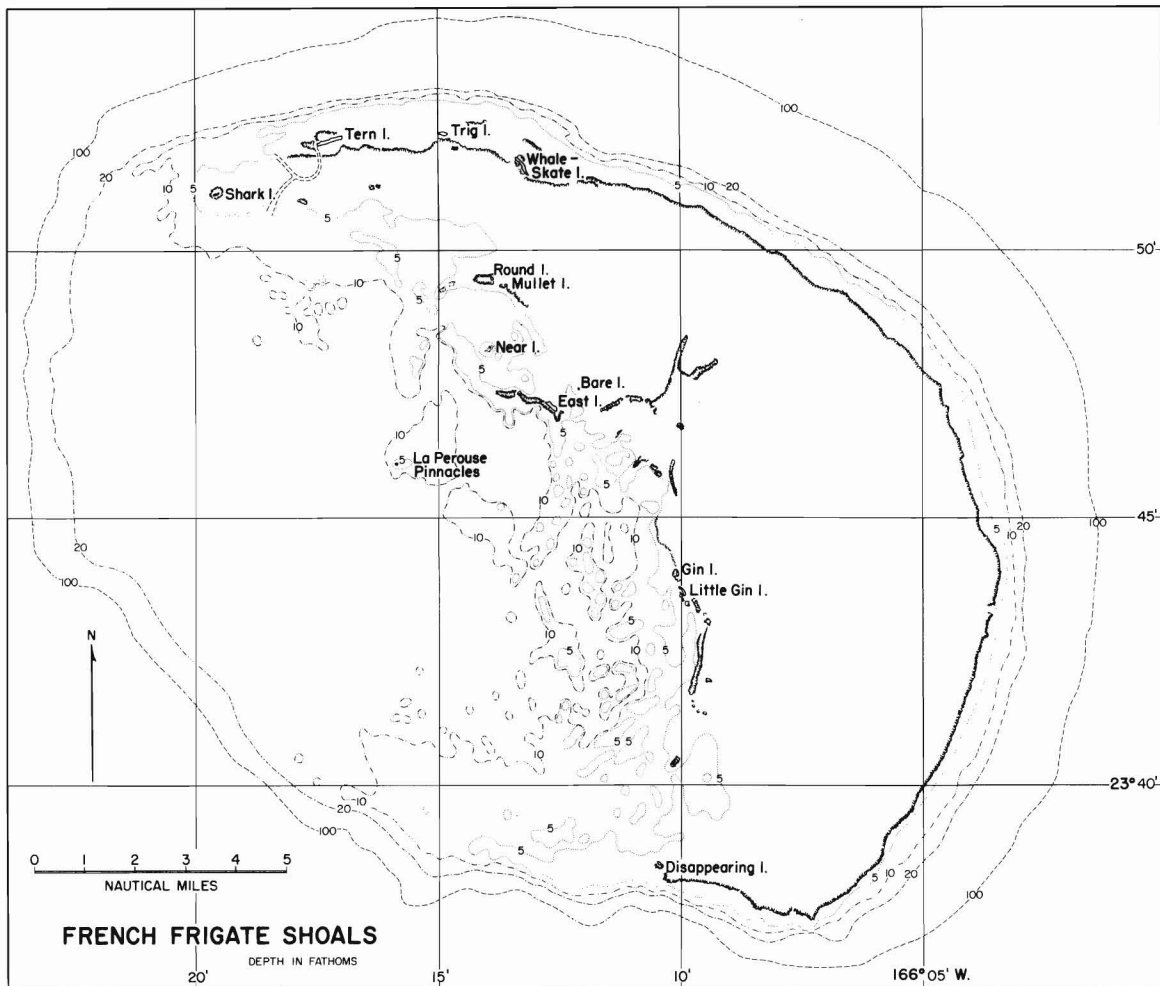 100
100
Tern I.
Trig I.
Whale-
Skate I.
100
20
10
5
Shark I.
5
5 10 20
50'
Round I.
Mullet I.
5
10
10
Near I.
5
Bare I.
East I.
10
5
5
La Perouse
Pinnacles
5
10
10
10
10
5
10
20
100
45'
20
100
Gin I.
Little Gin I.
N
5
10
5
10
5
5
5 5
10
5
23° 40'
20
10
100
5
5
0 1 2 3 4 5
NAUTICAL MILES
Disappearing I.
5 10 20
100
FRENCH FRIGATE SHOALS
DEPTH IN FATHOMS
20'
15'
10'
166° 05' W.